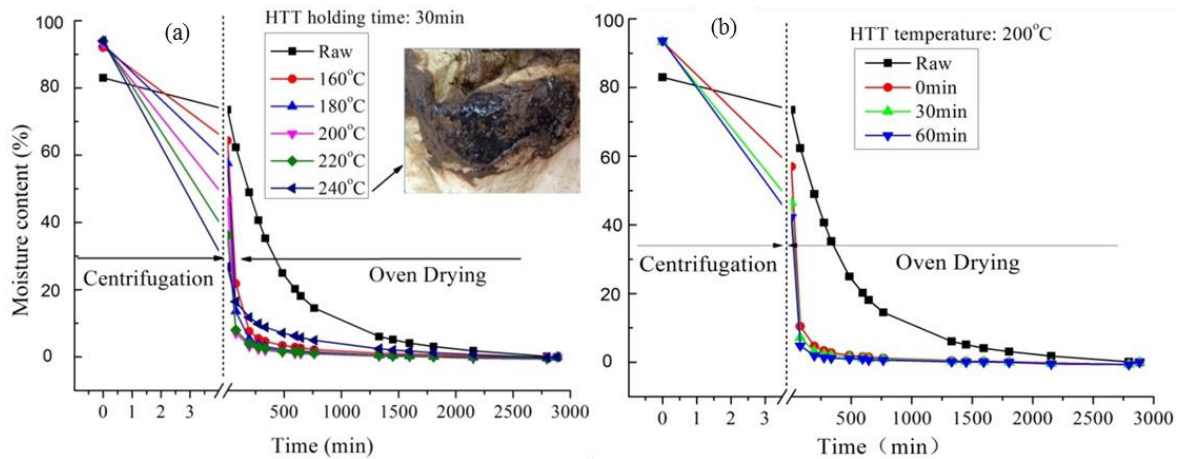 (a)
HTT holding time: 30min
Raw
160°C
180°C
200°C
220°C
240°C
Centrifugation
Oven Drying
Moisture content (%)
100
80
60
40
20
0
0 1 2 3 500 1000 1500 2000 2500 3000
Time (min)
(b)
HTT temperature: 200°C
Raw
0min
30min
60min
Centrifugation
Oven Drying
100
80
60
40
20
0
0 1 2 3 500 1000 1500 2000 2500 3000
Time（min)